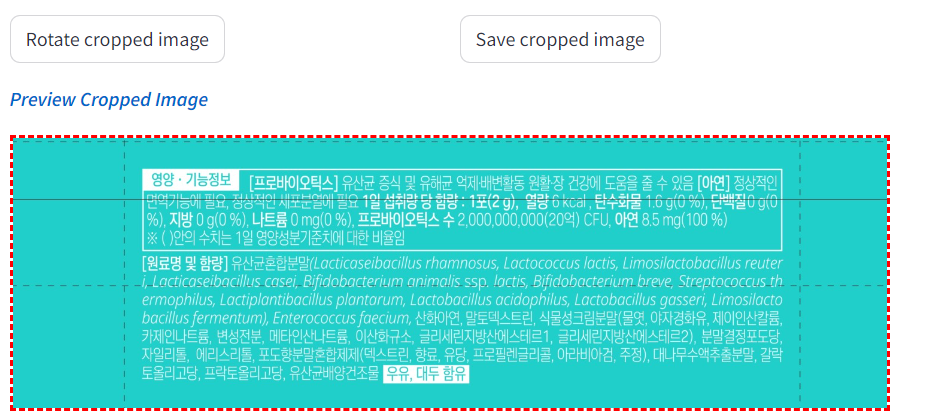 Rotate cropped image
Save cropped image
Preview Cropped Image
영양·기능정보 [프로바이오틱스] 유산균 증식 및 유해균 억제·배변활동 원활·장 건강에 도움을 줄 수 있음 [아연] 정상적인
면역기능에 필요, 정상적인 세포분열에 필요 1일 섭취량 당 함량 : 1포(2 g), 열량 6 kcal, 탄수화물 1.6 g(0 %), 단백질 0 g(0
%), 지방 0 g(0 %), 나트륨 0 mg(0 %), 프로바이오틱스 수 2,000,000,000(20억) CFU, 아연 8.5 mg(100 %)
※ ( )안의 수치는 1일 영양성분기준치에 대한 비율임
[원료명 및 함량] 유산균혼합분말(Lacticaseibacillus rhamnosus, Lactococcus lactis, Limosilactobacillus reuter
i, Lacticaseibacillus casei, Bifidobacterium animalis ssp. lactis, Bifidobacterium breve, Streptococcus th
ermophilus, Lactiplantibacillus plantarum, Lactobacillus acidophilus, Lactobacillus gasseri, Limosilacto
bacillus fermentum), Enterococcus faecium, 산화아연, 말토덱스트린, 식물성크림분말(물엿, 야자경화유, 제이인산칼륨,
카제인나트륨, 변성전분, 메타인산나트륨, 이산화규소, 글리세린지방산에스테르1, 글리세린지방산에스테르2), 분말결정포도당,
자일리톨, 에리스리톨, 포도향분말혼합제제(덱스트린, 향료, 유당, 프로필렌글리콜, 아라비아검, 주정), 대나무수액추출분말, 갈락
토올리고당, 프락토올리고당, 유산균배양건조물 우유, 대두 함유